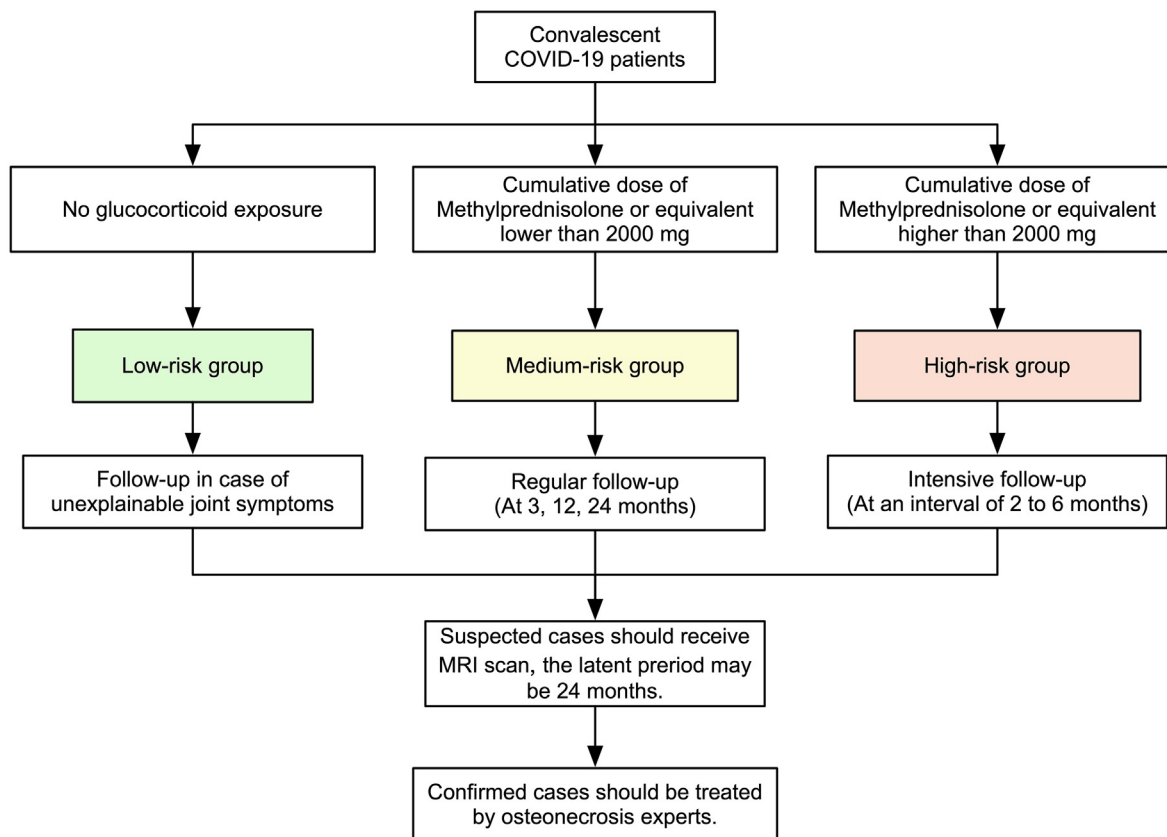 Convalescent
COVID-19 patients
No glucocorticoid exposure
Cumulative dose of
Methylprednisolone or equivalent
lower than 2000 mg
Cumulative dose of
Methylprednisolone or equivalent
higher than 2000 mg
Low-risk group
Medium-risk group
High-risk group
Follow-up in case of
unexplainable joint symptoms
Regular follow-up
(At 3, 12, 24 months)
Intensive follow-up
(At an interval of 2 to 6 months)
Suspected cases should receive
MRI scan, the latent preriod may
be 24 months.
Confirmed cases should be treated
by osteonecrosis experts.